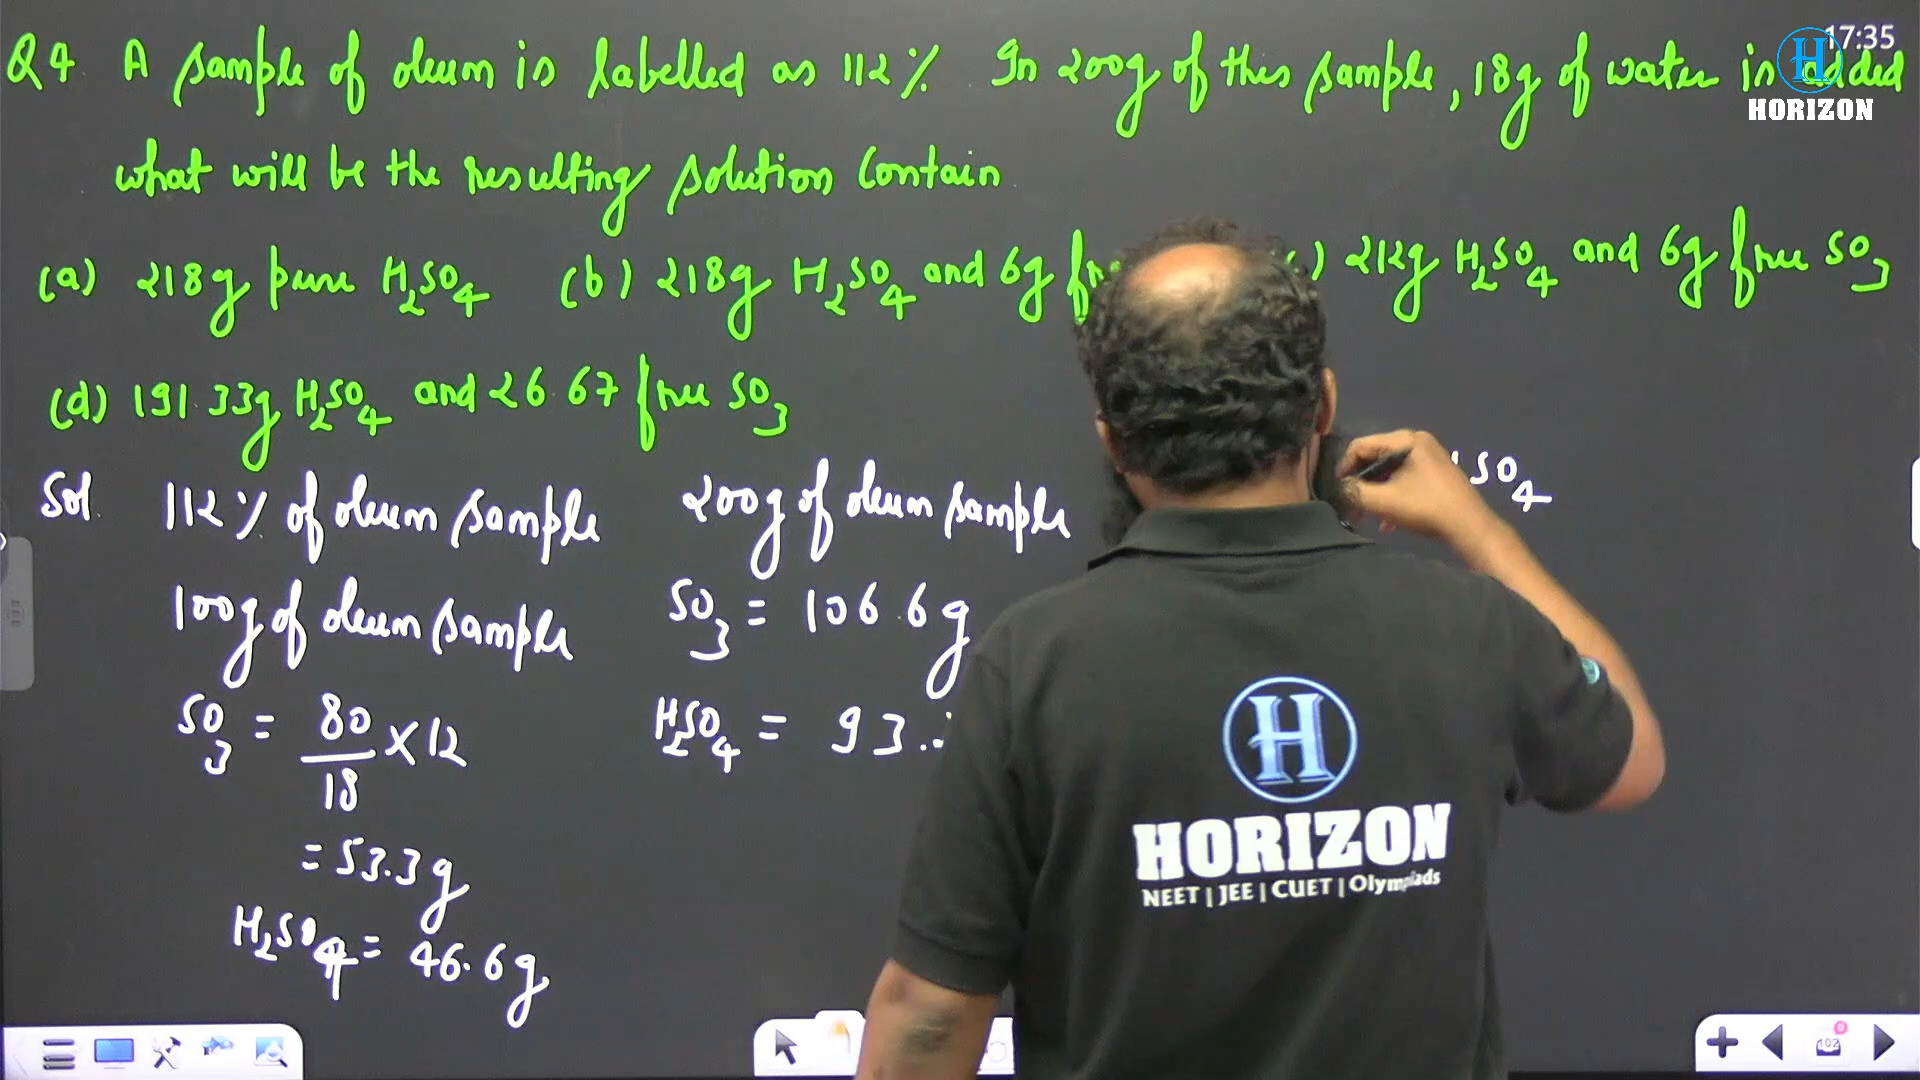 17:35
HORIZON
Q4 A sample of oleum is labelled as 112% In 200g of this sample, 18g of water is added
what will be the resulting solution contain
(a) 218g pure H2SO4 (b) 218g H2SO4 and 6g 212g H2SO4 and 6g free SO3
(d) 191.33g H2SO4 and 26.67 free SO3
Sol. 112% of oleum sample 200g of oleum sample SO4
100g of oleum sample SO3 = 106.6g
SO3 = 80/18 × 12 H2SO4 = 93.
= 53.3g
H2SO4 = 46.6g
HORIZON
NEET | JEE | CUET | Olympiads
102